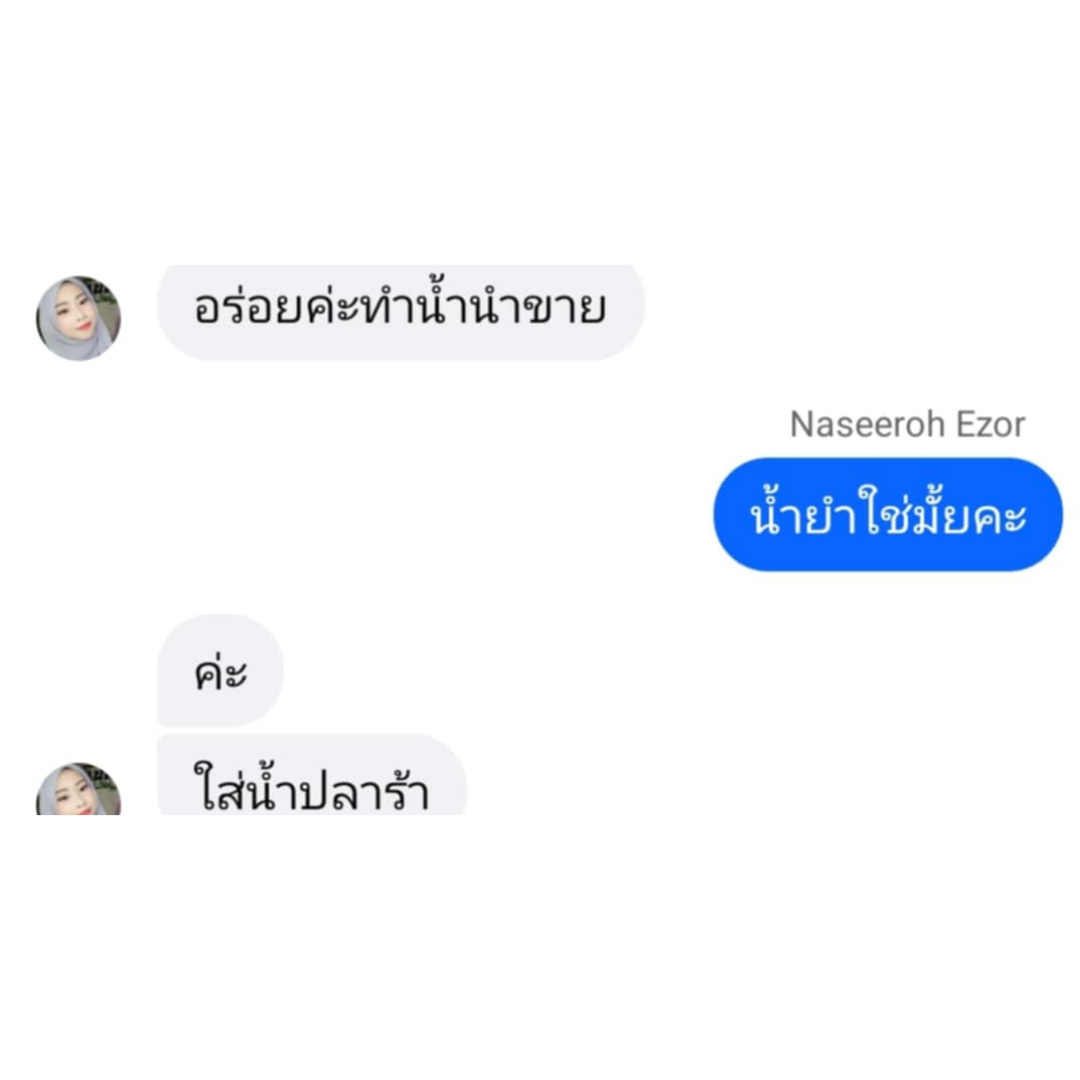 อร่อยค่ะทำน้ำนำขาย
Naseeroh Ezor
น้ำยำใช่มั้ยคะ
ค่ะ
ใส่น้ำปลาร้า